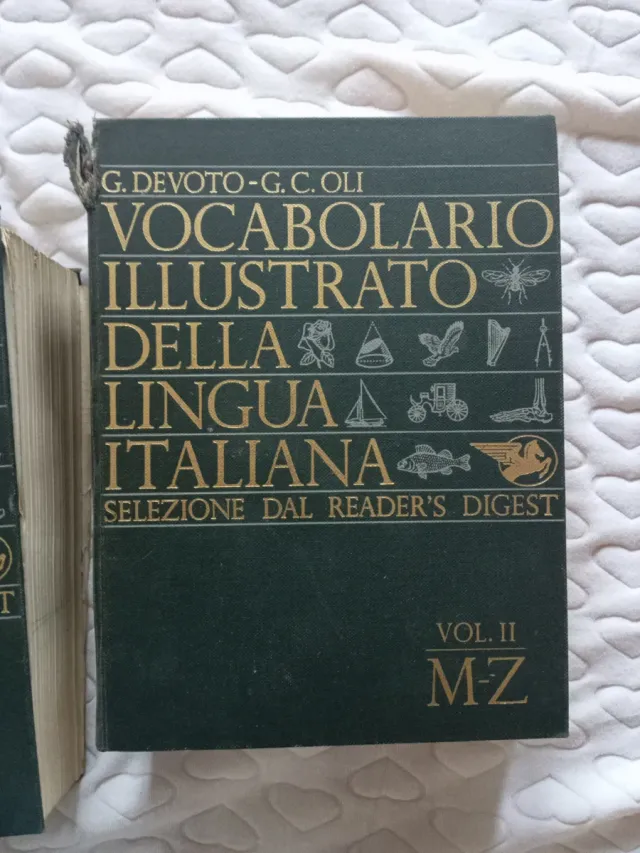 G. DEVOTO-G. C. OLI
VOCABOLARIO
ILLUSTRATO
DELLA
LINGUA
ITALIANA
SELEZIONE DAL READER'S DIGEST
VOL. II
M-Z
T